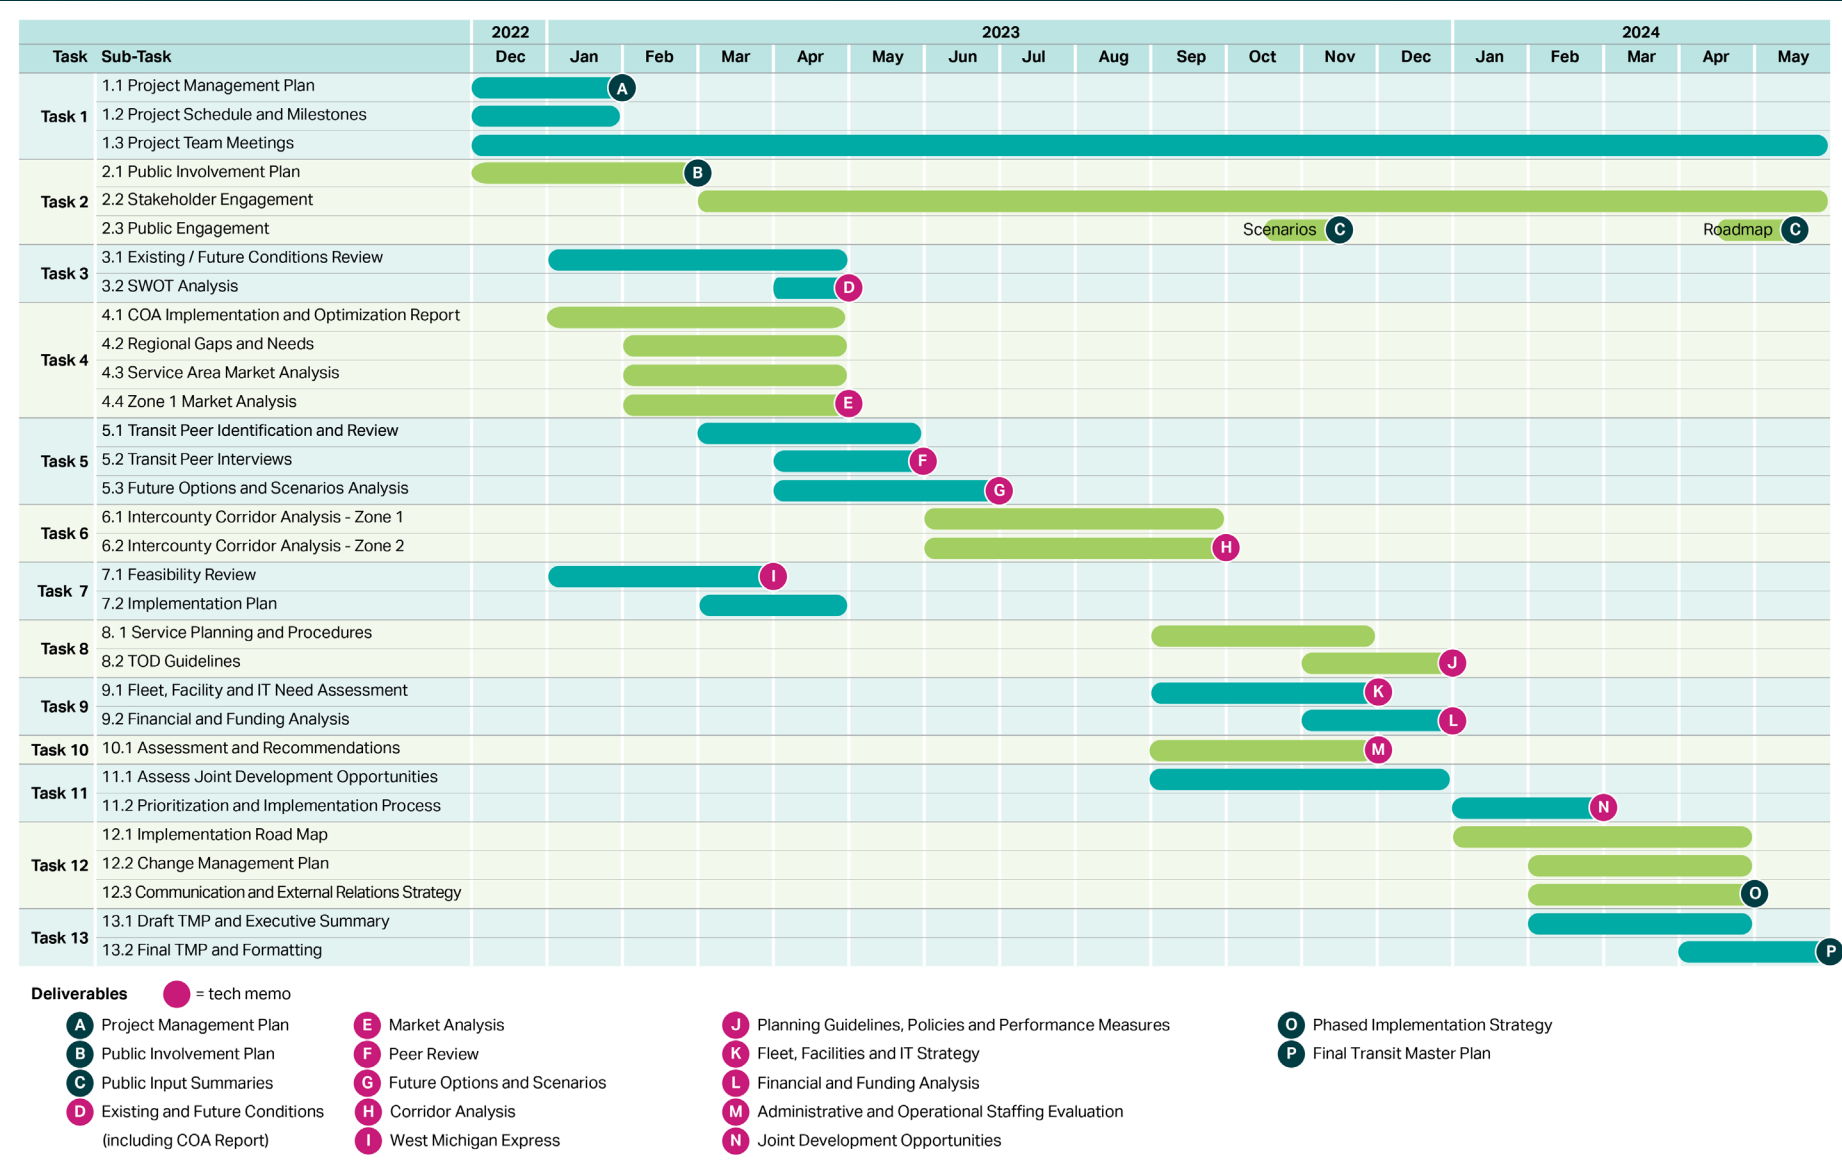 2022 2023 2024
Task Sub-Task Dec Jan Feb Mar Apr May Jun Jul Aug Sep Oct Nov Dec Jan Feb Mar Apr May
Task 1
1.1 Project Management Plan A
1.2 Project Schedule and Milestones
1.3 Project Team Meetings
Task 2
2.1 Public Involvement Plan B
2.2 Stakeholder Engagement
2.3 Public Engagement Scenarios C Roadmap C
Task 3
3.1 Existing / Future Conditions Review
3.2 SWOT Analysis D
Task 4
4.1 COA Implementation and Optimization Report
4.2 Regional Gaps and Needs
4.3 Service Area Market Analysis
4.4 Zone 1 Market Analysis E
Task 5
5.1 Transit Peer Identification and Review
5.2 Transit Peer Interviews F
5.3 Future Options and Scenarios Analysis G
Task 6
6.1 Intercounty Corridor Analysis - Zone 1
6.2 Intercounty Corridor Analysis - Zone 2 H
Task 7
7.1 Feasibility Review I
7.2 Implementation Plan
Task 8
8. 1 Service Planning and Procedures
8.2 TOD Guidelines J
Task 9
9.1 Fleet, Facility and IT Need Assessment K
9.2 Financial and Funding Analysis L
Task 10
10.1 Assessment and Recommendations M
Task 11
11.1 Assess Joint Development Opportunities
11.2 Prioritization and Implementation Process N
Task 12
12.1 Implementation Road Map
12.2 Change Management Plan
12.3 Communication and External Relations Strategy O
Task 13
13.1 Draft TMP and Executive Summary
13.2 Final TMP and Formatting P
Deliverables = tech memo
A Project Management Plan
B Public Involvement Plan
C Public Input Summaries
D Existing and Future Conditions
(including COA Report)
E Market Analysis
F Peer Review
G Future Options and Scenarios
H Corridor Analysis
I West Michigan Express
J Planning Guidelines, Policies and Performance Measures
K Fleet, Facilities and IT Strategy
L Financial and Funding Analysis
M Administrative and Operational Staffing Evaluation
N Joint Development Opportunities
O Phased Implementation Strategy
P Final Transit Master Plan